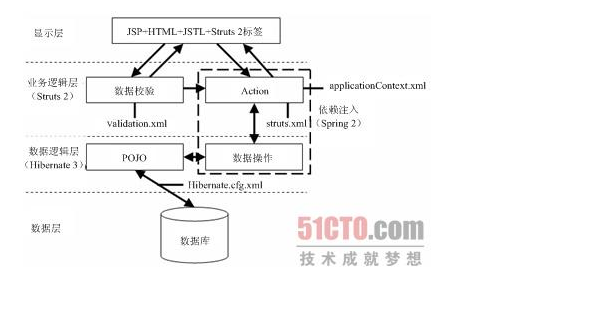 显示层
JSP+HTML+JSTL+Struts 2标签
业务逻辑层
（Struts 2）
数据校验
Action
applicationContext.xml
validation.xml
struts.xml
依赖注入
（Spring 2）
数据逻辑层
（Hibernate 3）
POJO
数据操作
Hibernate.cfg.xml
数据层
数据库
51CTO.com
技术成就梦想